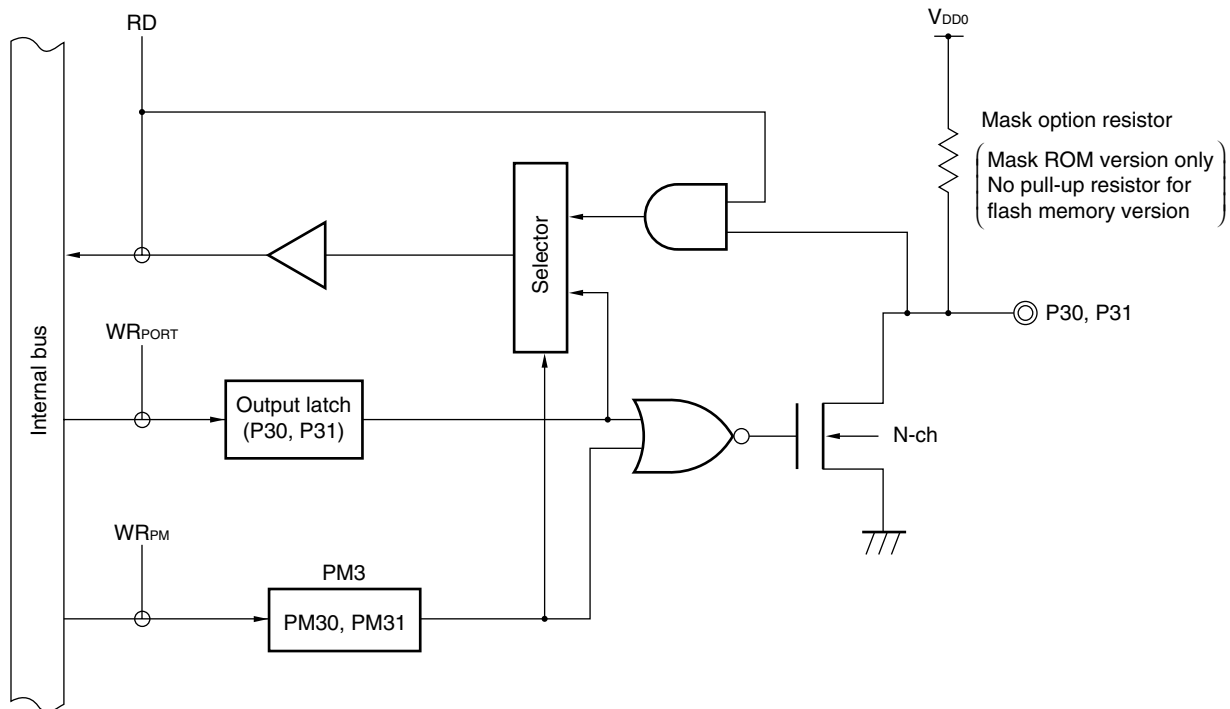 RD
VDD0
Mask option resistor
Mask ROM version only
No pull-up resistor for
flash memory version
Selector
P30, P31
Internal bus
WRPORT
Output latch
(P30, P31)
N-ch
WRPM
PM3
PM30, PM31